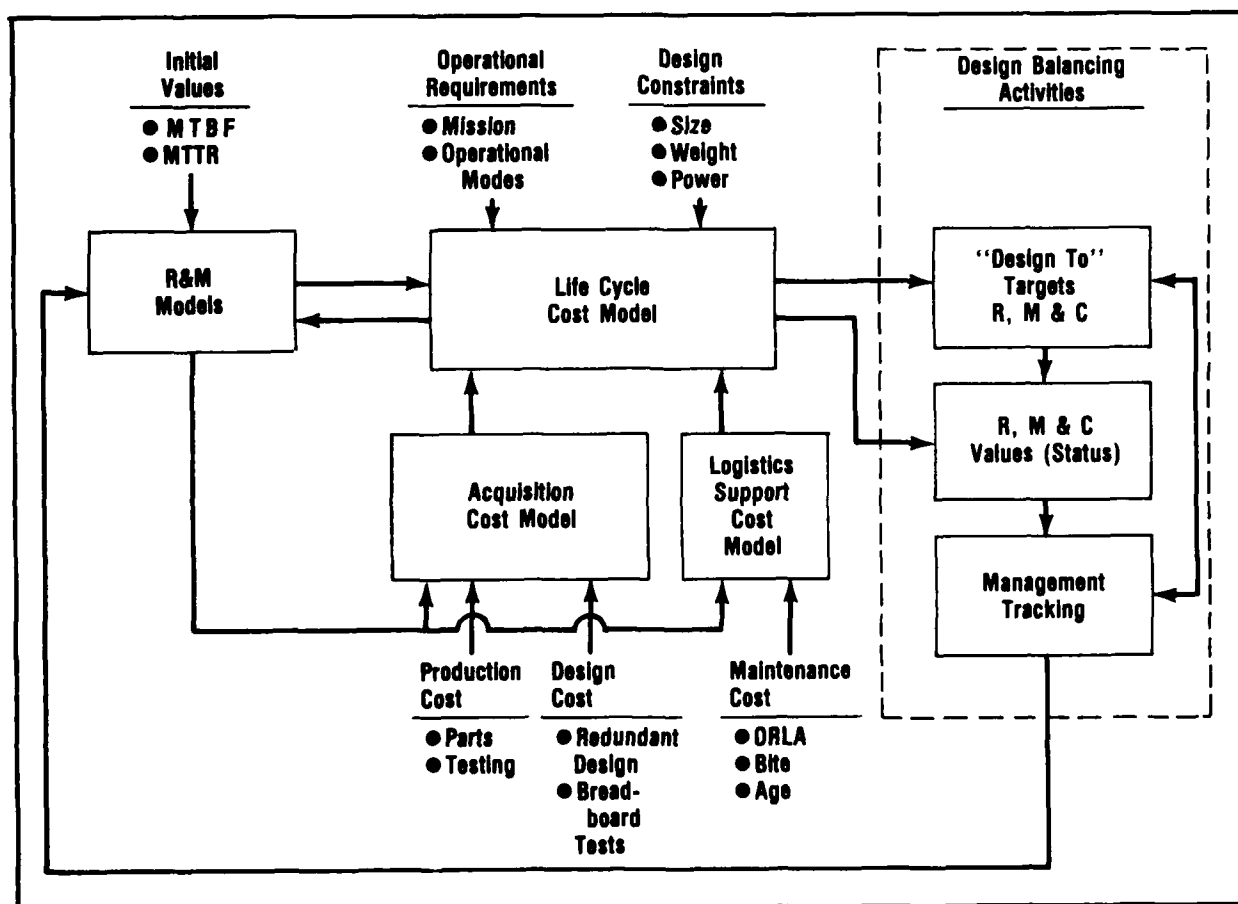 Initial
Values
● MTBF
● MTTR
Operational
Requirements
● Mission
● Operational
Modes
Design
Constraints
● Size
● Weight
● Power
Design Balancing
Activities
R&M
Models
Life Cycle
Cost Model
"Design To"
Targets
R, M & C
R, M & C
Values (Status)
Management
Tracking
Acquisition
Cost Model
Logistics
Support
Cost
Model
Production
Cost
● Parts
● Testing
Design
Cost
● Redundant
Design
● Bread-
board
Tests
Maintenance
Cost
● ORLA
● Bite
● Age